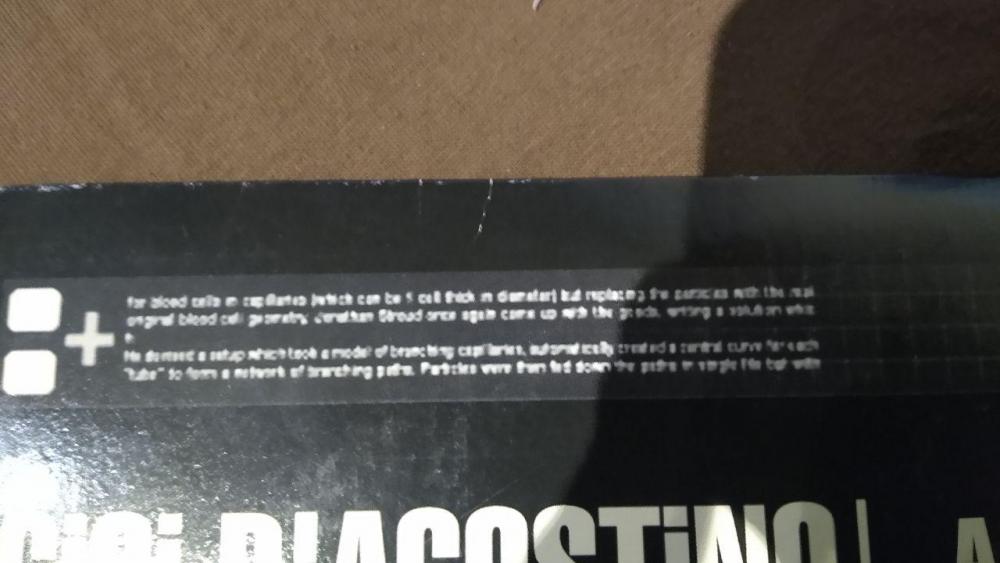 for blood cells in capillaries (which can be 1 cell thick in diameter) but replacing the particles with the real
original blood cell geometry. Jonathan Stroud once again came up with the goods, writing a solution
He devised a setup which took a model of branching capillaries, automatically created a central curve for each
"tube" to form a network of branching paths. Particles were then fed down the paths in single file but with
GiGi D'AGOSTiNO| A